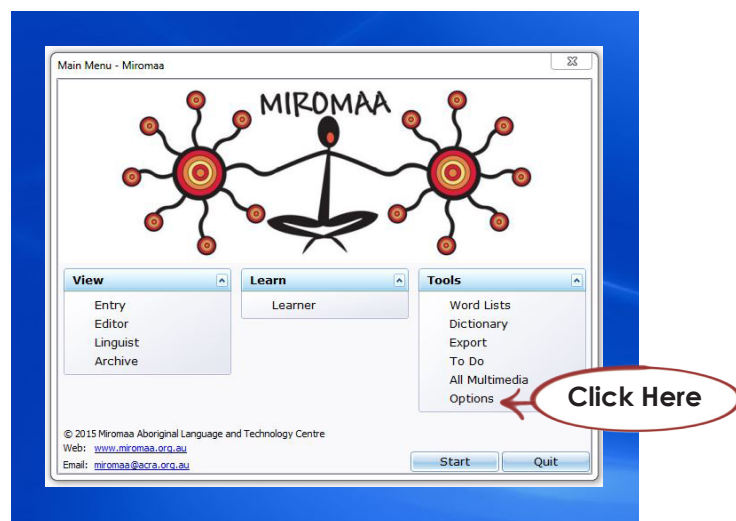 Main Menu - Miromaa
MIROMAA
View
Entry
Editor
Linguist
Archive
Learn
Learner
Tools
Word Lists
Dictionary
Export
To Do
All Multimedia
Options
Click Here
© 2015 Miromaa Aboriginal Language and Technology Centre
Web: www.miromaa.org.au
Email: miromaa@acra.org.au
Start
Quit